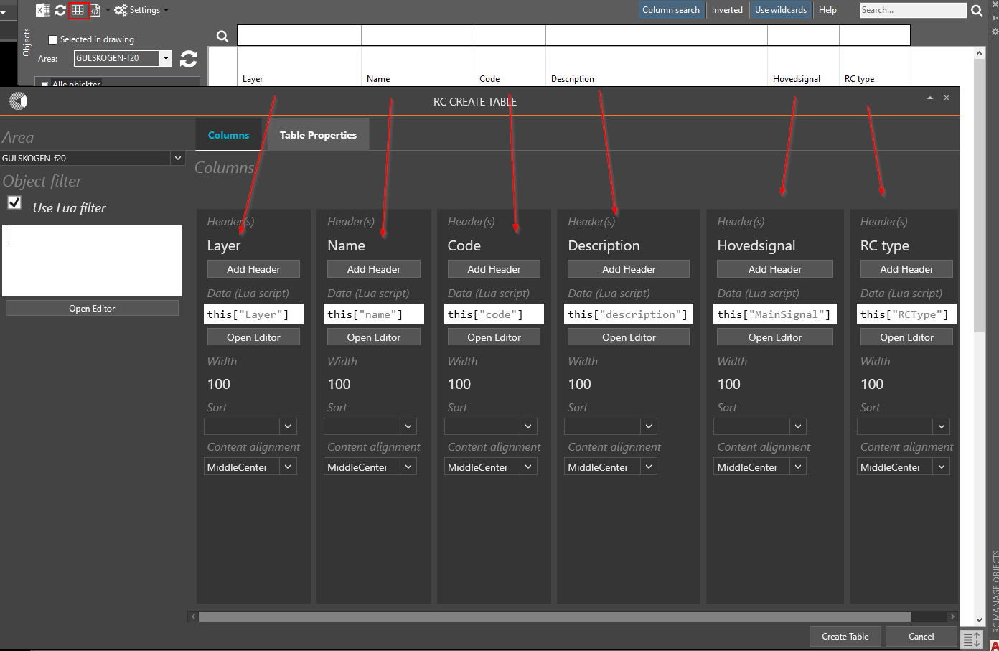 Settings
Column search
Inverted
Use wildcards
Help
Search...
Objects
Selected in drawing
Area:
GULSKOGEN-f20
Alle objekter
Layer
Name
Code
Description
Hovedsignal
RC type
RC CREATE TABLE
Area
GULSKOGEN-f20
Object filter
Use Lua filter
Open Editor
Columns
Table Properties
Columns
Header(s)
Layer
Add Header
Data (Lua script)
this["Layer"]
Open Editor
Width
100
Sort
Content alignment
MiddleCenter
Header(s)
Name
Add Header
Data (Lua script)
this["name"]
Open Editor
Width
100
Sort
Content alignment
MiddleCenter
Header(s)
Code
Add Header
Data (Lua script)
this["code"]
Open Editor
Width
100
Sort
Content alignment
MiddleCenter
Header(s)
Description
Add Header
Data (Lua script)
this["description"]
Open Editor
Width
100
Sort
Content alignment
MiddleCenter
Header(s)
Hovedsignal
Add Header
Data (Lua script)
this["MainSignal"]
Open Editor
Width
100
Sort
Content alignment
MiddleCenter
Header(s)
RC type
Add Header
Data (Lua script)
this["RCType"]
Open Editor
Width
100
Sort
Content alignment
MiddleCenter
Create Table
Cancel
RC MANAGE OBJECTS